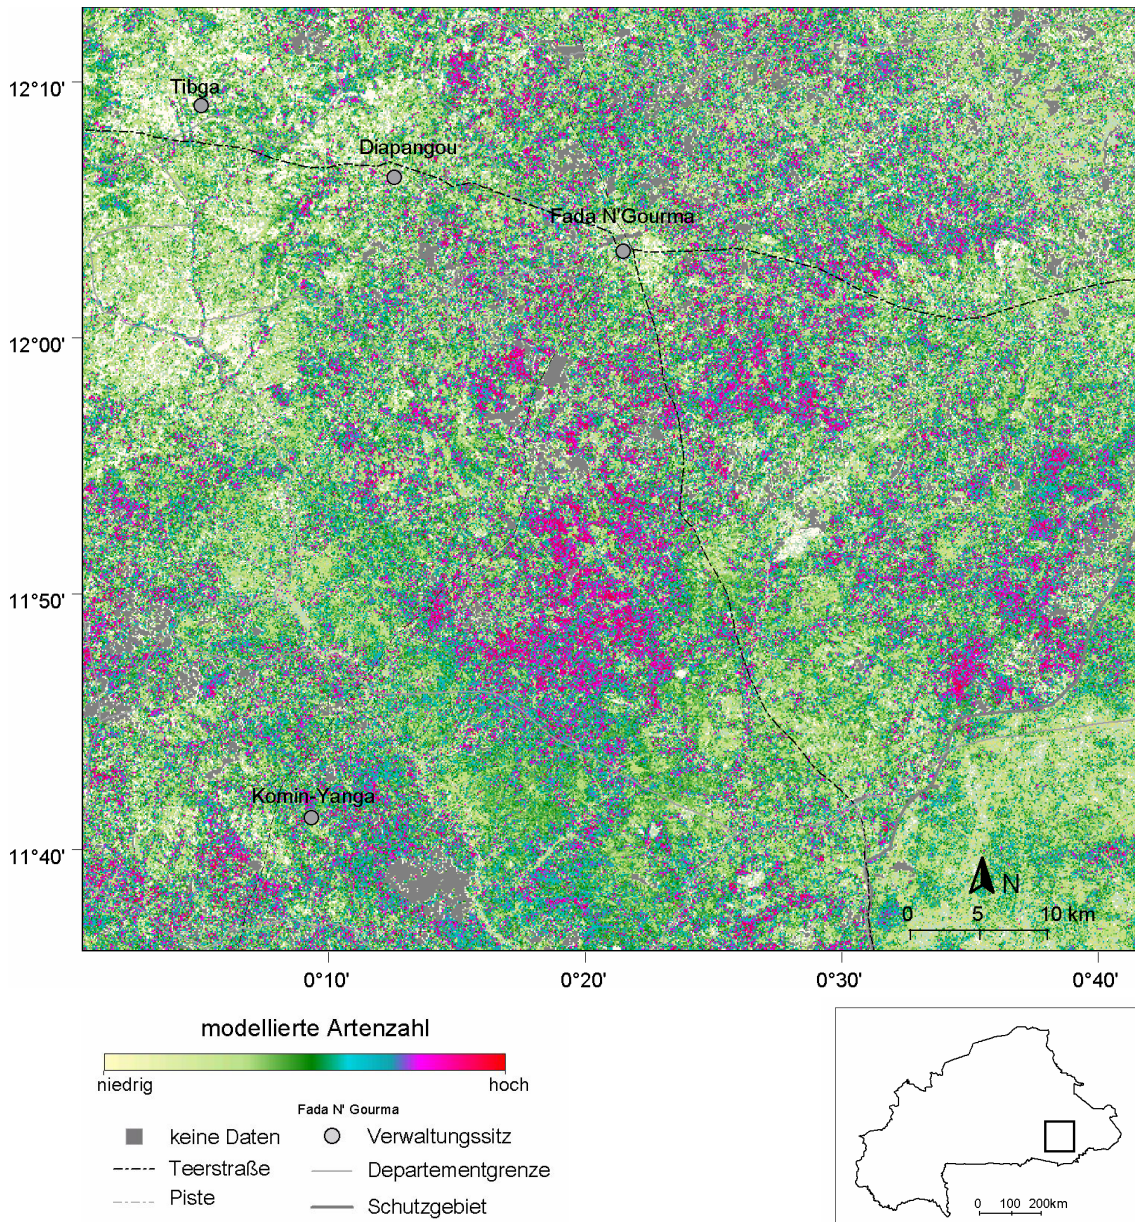 12°10'
Tibga
Diapangou
Fada N'Gourma
12°00'
11°50'
Komin-Yanga
11°40'
N
0 5 10 km
0°10' 0°20' 0°30' 0°40'
modellierte Artenzahl
niedrig hoch
Fada N' Gourma
keine Daten Verwaltungssitz
Teerstraße Departementgrenze
Piste Schutzgebiet
0 100 200km